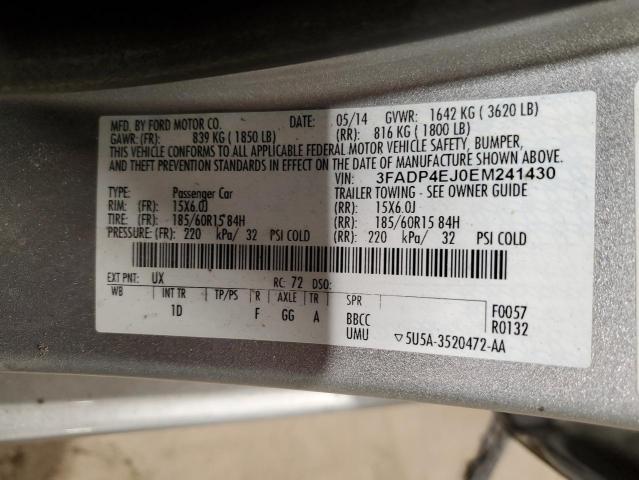 MFD. BY FORD MOTOR CO. DATE: 05/14 GVWR: 1642 KG ( 3620 LB)
GAWR: (FR): 839 KG ( 1850 LB) (RR): 816 KG ( 1800 LB)
THIS VEHICLE CONFORMS TO ALL APPLICABLE FEDERAL MOTOR VEHICLE SAFETY, BUMPER,
AND THEFT PREVENTION STANDARDS IN EFFECT ON THE DATE OF MANUFACTURE SHOWN ABOVE.
VIN: 3FADP4EJ0EM241430
TYPE: Passenger Car TRAILER TOWING - SEE OWNER GUIDE
RIM: (FR): 15X6.0J (RR): 15X6.0J
TIRE: (FR): 185/60R15 84H (RR): 185/60R15 84H
PRESSURE: (FR): 220 kPa/ 32 PSI COLD (RR): 220 kPa/ 32 PSI COLD
EXT PNT: UX RC: 72 DSO:
WB INT TR TP/PS R AXLE TR SPR
1D F GG A BBCC F0057
UMU ▽5U5A-3520472-AA R0132